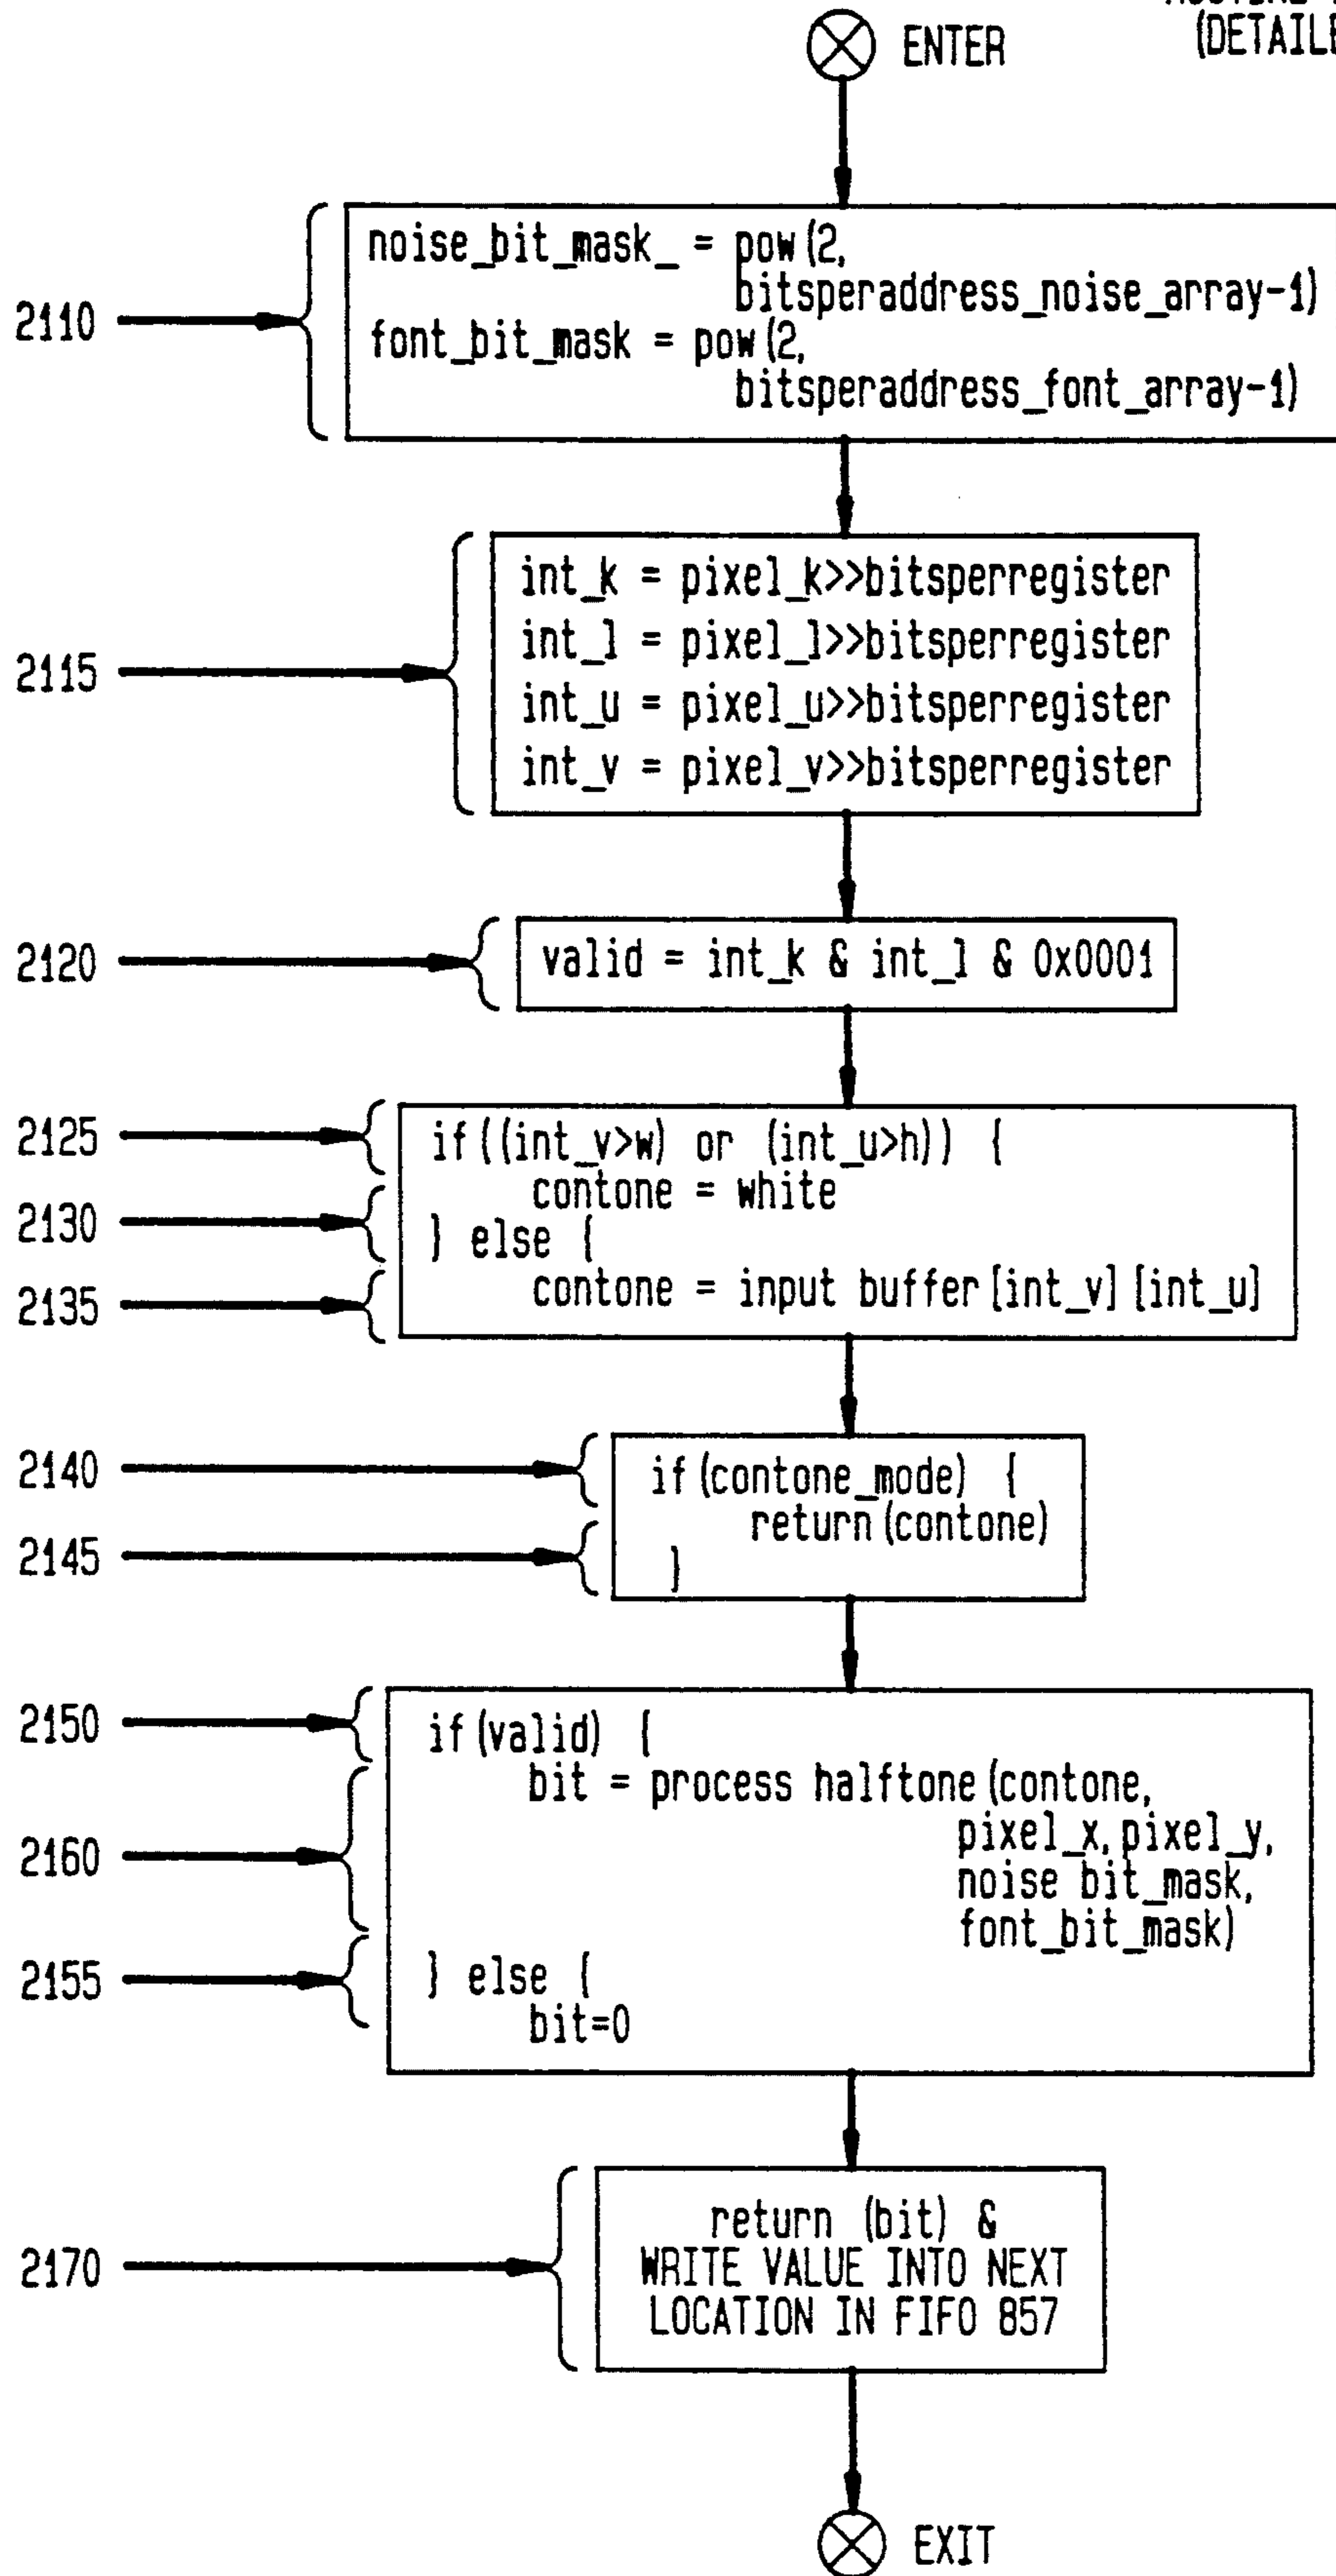 (DETAILE
ENTER
2110
noise_bit_mask_ = pow(2,
bitsperaddress_noise_array-1)
font_bit_mask = pow(2,
bitsperaddress_font_array-1)
2115
int_k = pixel_k>>bitsperregister
int_l = pixel_l>>bitsperregister
int_u = pixel_u>>bitsperregister
int_v = pixel_v>>bitsperregister
2120
valid = int_k & int_l & 0x0001
2125
if((int_v>w) or (int_u>h)) {
contone = white
2130
} else {
2135
contone = input buffer[int_v][int_u]
2140
if(contone_mode) {
return(contone)
2145
}
2150
if(valid) {
bit = process halftone(contone,
pixel_x,pixel_y,
2160
noise bit_mask,
font_bit_mask)
2155
} else {
bit=0
2170
return (bit) &
WRITE VALUE INTO NEXT
LOCATION IN FIFO 857
EXIT